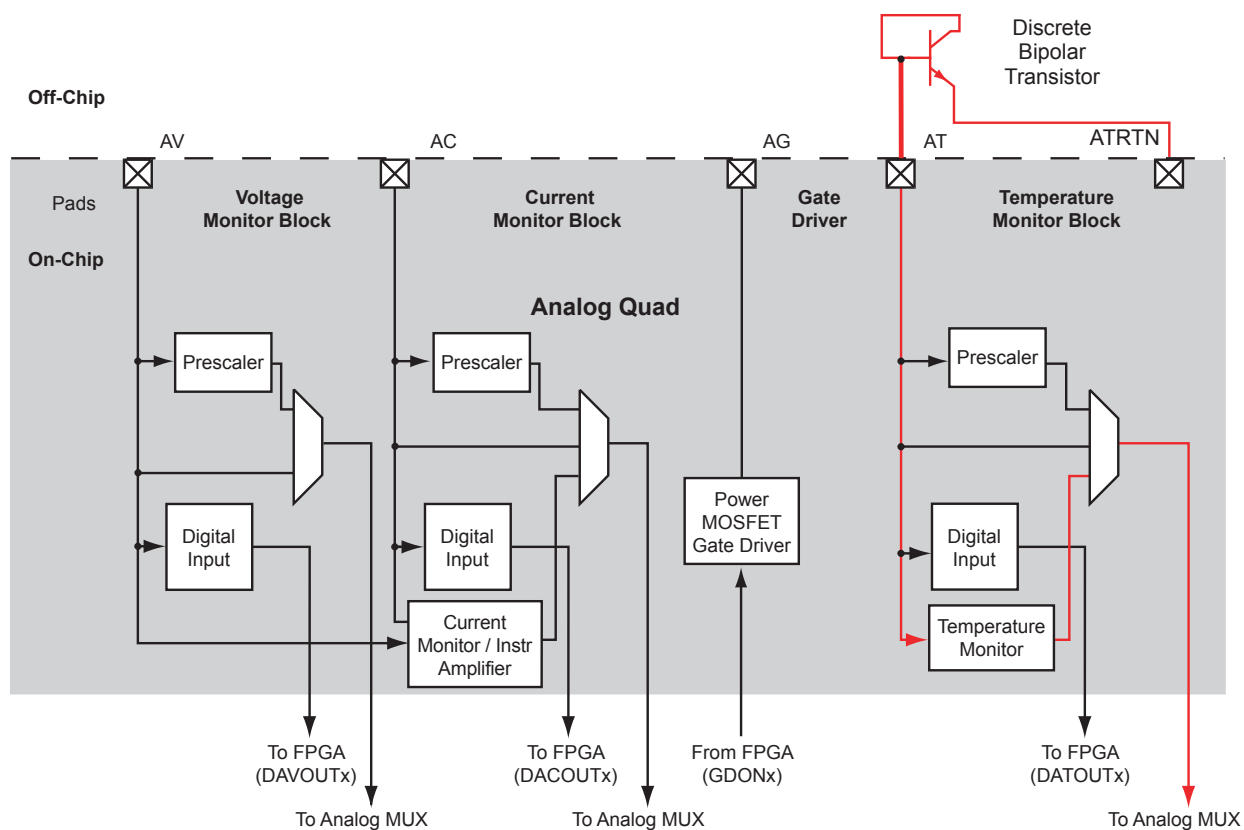 Discrete
Bipolar
Transistor
Off-Chip
AV
AC
AG
AT
ATRTN
Pads
Voltage
Monitor Block
Current
Monitor Block
Gate
Driver
Temperature
Monitor Block
On-Chip
Analog Quad
Prescaler
Prescaler
Prescaler
Digital
Input
Digital
Input
Power
MOSFET
Gate Driver
Digital
Input
Current
Monitor / Instr
Amplifier
Temperature
Monitor
To FPGA
(DAVOUTx)
To FPGA
(DACOUTx)
From FPGA
(GDONx)
To FPGA
(DATOUTx)
To Analog MUX
To Analog MUX
To Analog MUX